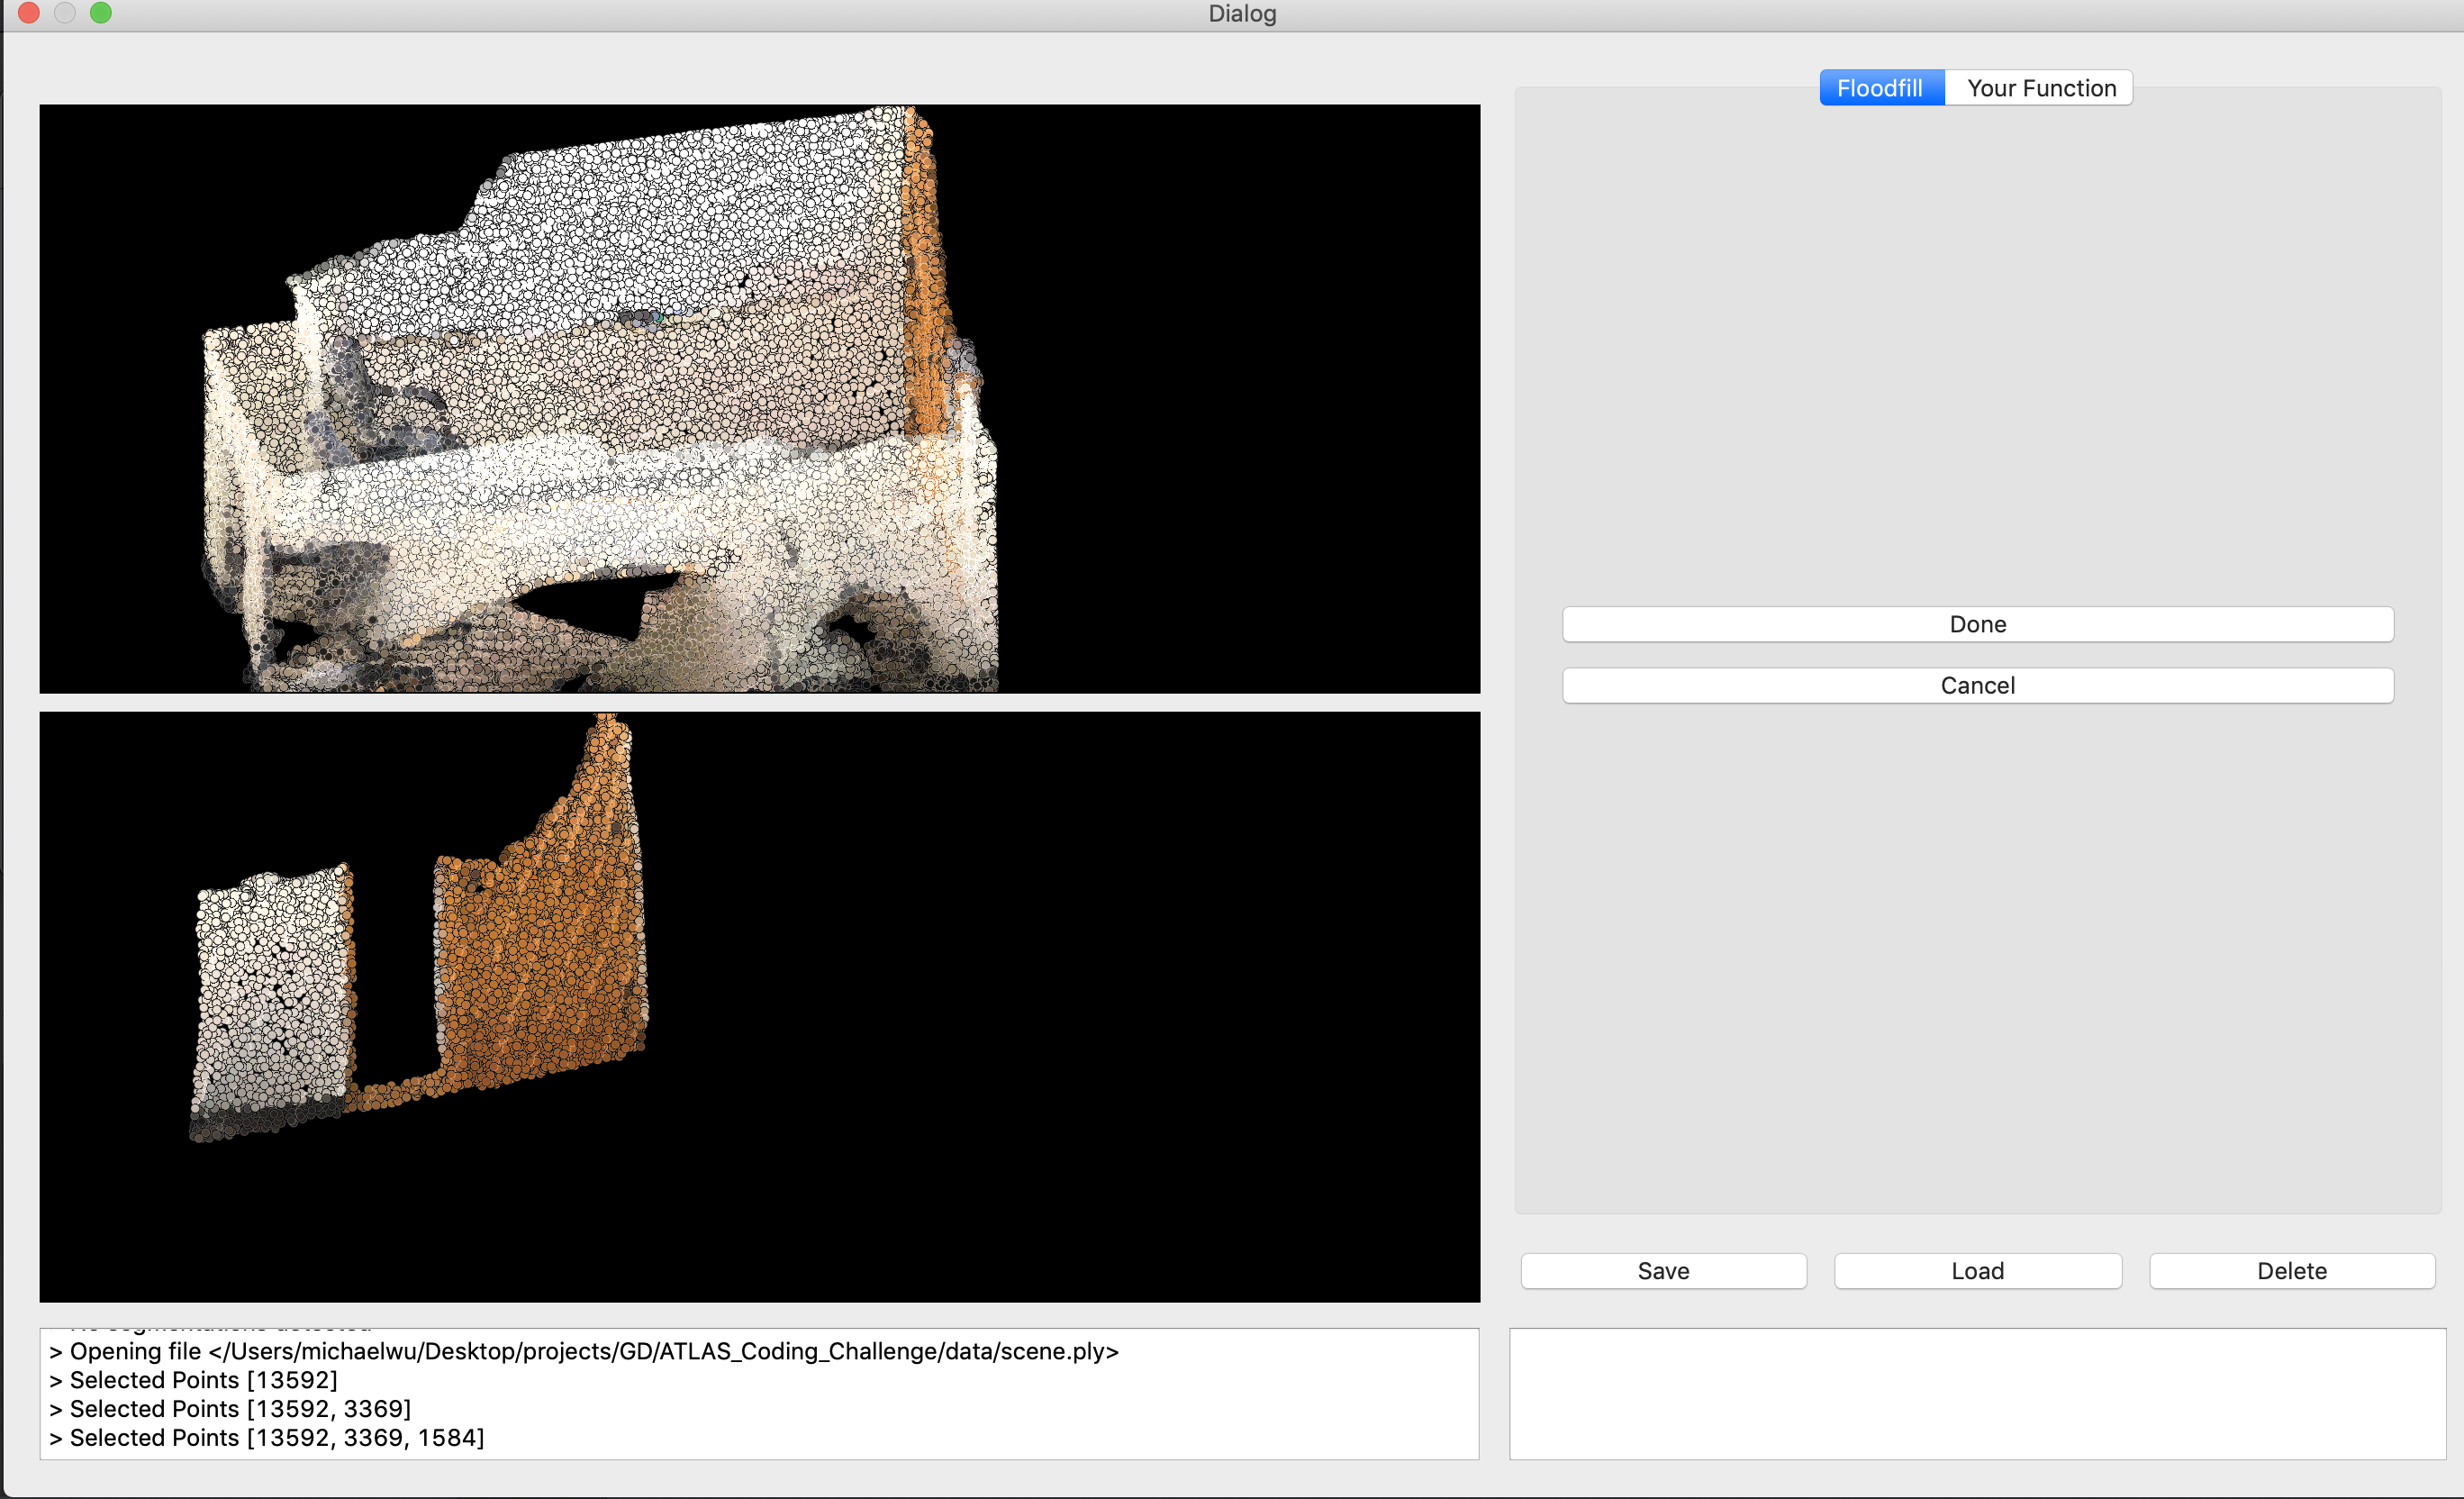 Dialog
Floodfill Your Function
Done
Cancel
Save Load Delete
> Opening file </Users/michaelwu/Desktop/projects/GD/ATLAS_Coding_Challenge/data/scene.ply>
> Selected Points [13592]
> Selected Points [13592, 3369]
> Selected Points [13592, 3369, 1584]